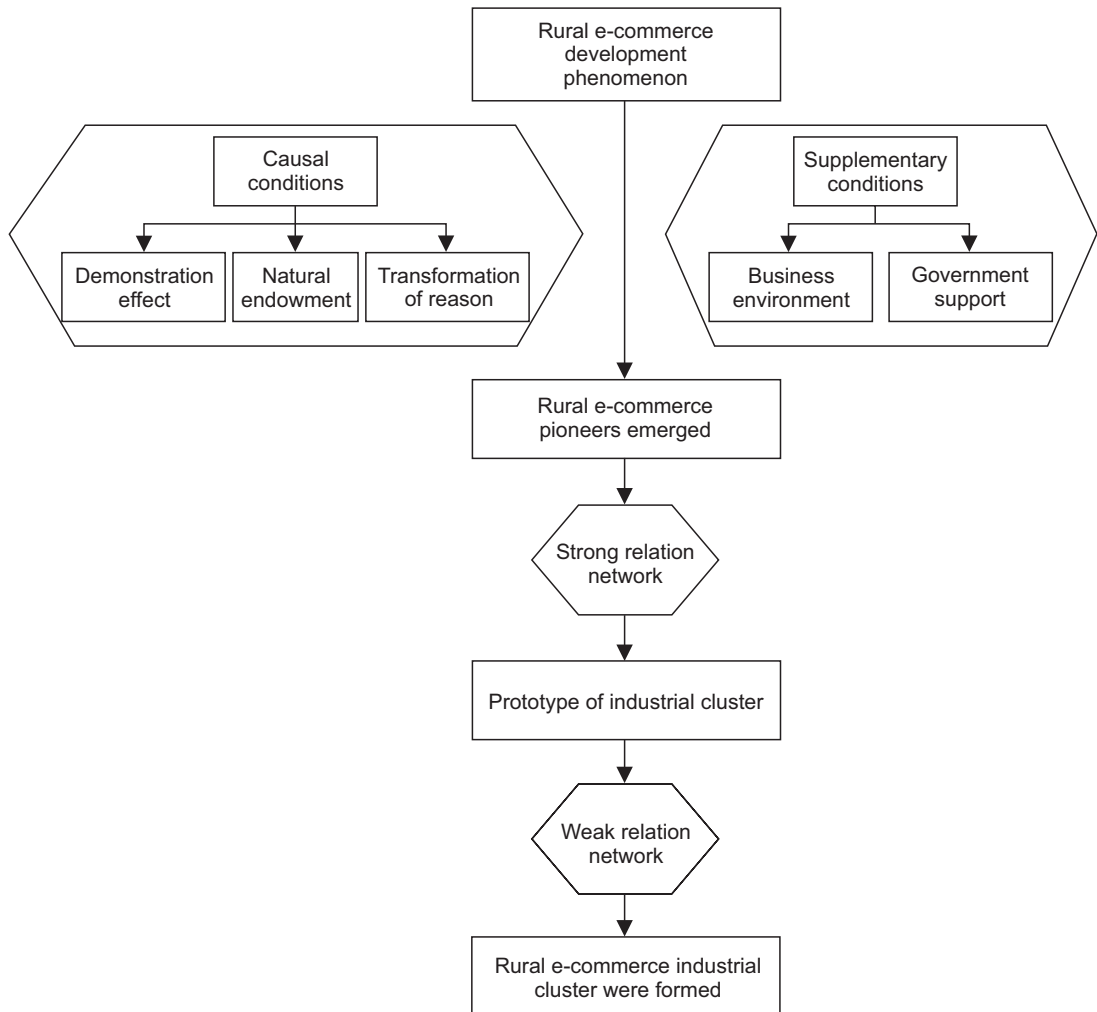 Rural e-commerce
development
phenomenon
Causal
conditions
Demonstration
effect
Natural
endowment
Transformation
of reason
Supplementary
conditions
Business
environment
Government
support
Rural e-commerce
pioneers emerged
Strong relation
network
Prototype of industrial cluster
Weak relation
network
Rural e-commerce industrial
cluster were formed